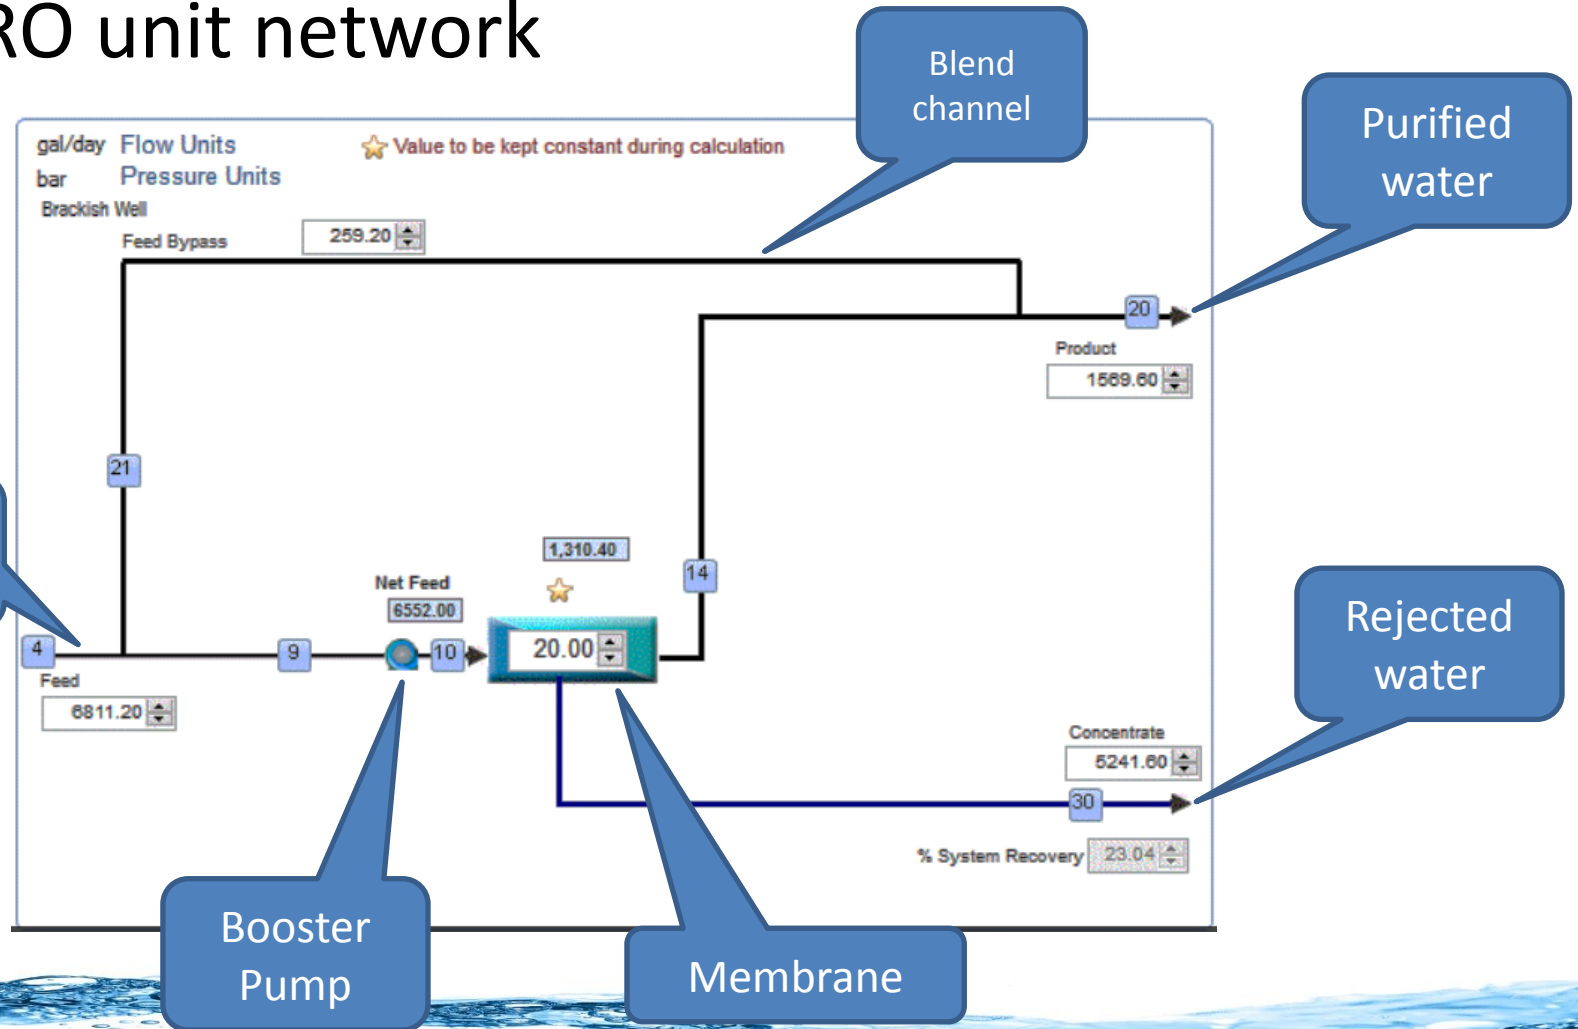 RO unit network
Blend
channel
Purified
water
gal/day Flow Units
Value to be kept constant during calculation
bar Pressure Units
Brackish Well
Feed Bypass 259.20
20
Product
1569.60
21
1,310.40
14
Net Feed
6552.00
Rejected
water
4
9
10
20.00
Feed
6811.20
Concentrate
5241.60
30
% System Recovery 23.04
Booster
Pump
Membrane